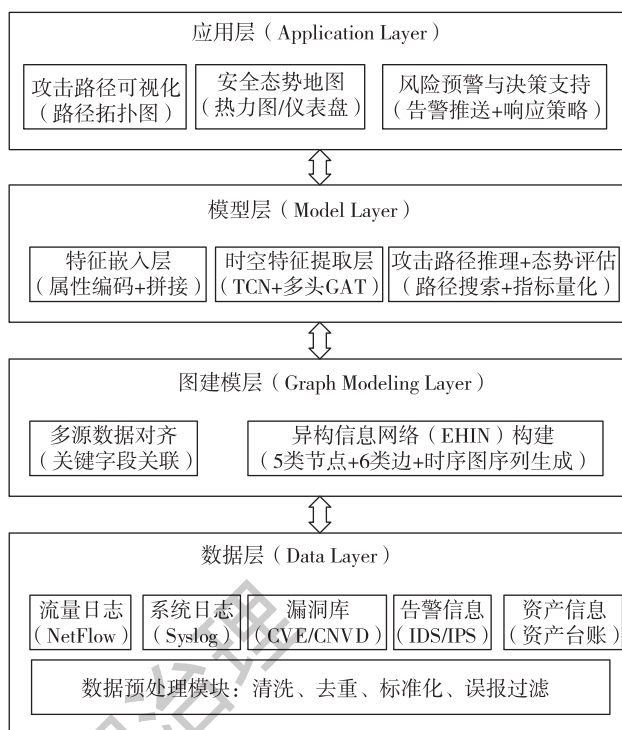 应用层（Application Layer）
攻击路径可视化
（路径拓扑图）
安全态势地图
（热力图/仪表盘）
风险预警与决策支持
（告警推送+响应策略）
模型层（Model Layer）
特征嵌入层
（属性编码+拼接）
时空特征提取层
（TCN+多头GAT）
攻击路径推理+态势评估
（路径搜索+指标量化）
图建模层（Graph Modeling Layer）
多源数据对齐
（关键字段关联）
异构信息网络（EHIN）构建
（5类节点+6类边+时序图序列生成）
数据层（Data Layer）
流量日志
（NetFlow）
系统日志
（Syslog）
漏洞库
（CVE/CNVD）
告警信息
（IDS/IPS）
资产信息
（资产台账）
数据预处理模块：清洗、去重、标准化、误报过滤
治理